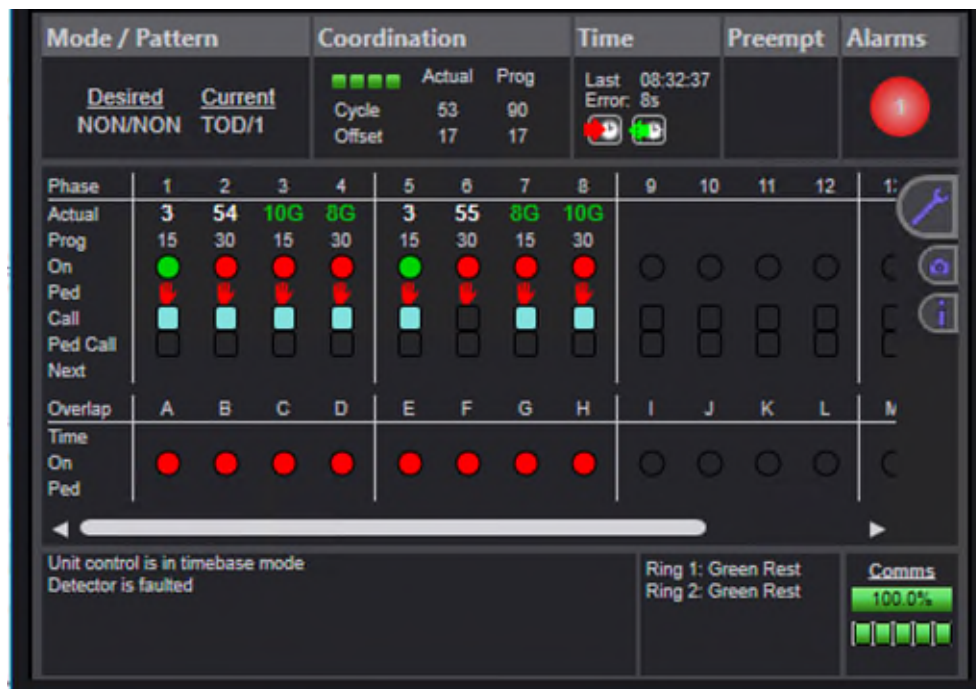 Mode / Pattern Coordination Time Preempt Alarms
Desired Current
NON/NON TOD/1
Actual Prog
Cycle 53 90
Offset 17 17
Last 08:32:37
Error: 8s
1
Phase 1 2 3 4 5 6 7 8 9 10 11 12
Actual 3 54 10G 8G 3 55 8G 10G
Prog 15 30 15 30 15 30 15 30
On
Ped
Call
Ped Call
Next
Overlap A B C D E F G H I J K L M
Time
On
Ped
Unit control is in timebase mode
Detector is faulted
Ring 1: Green Rest
Ring 2: Green Rest
Comms
100.0%